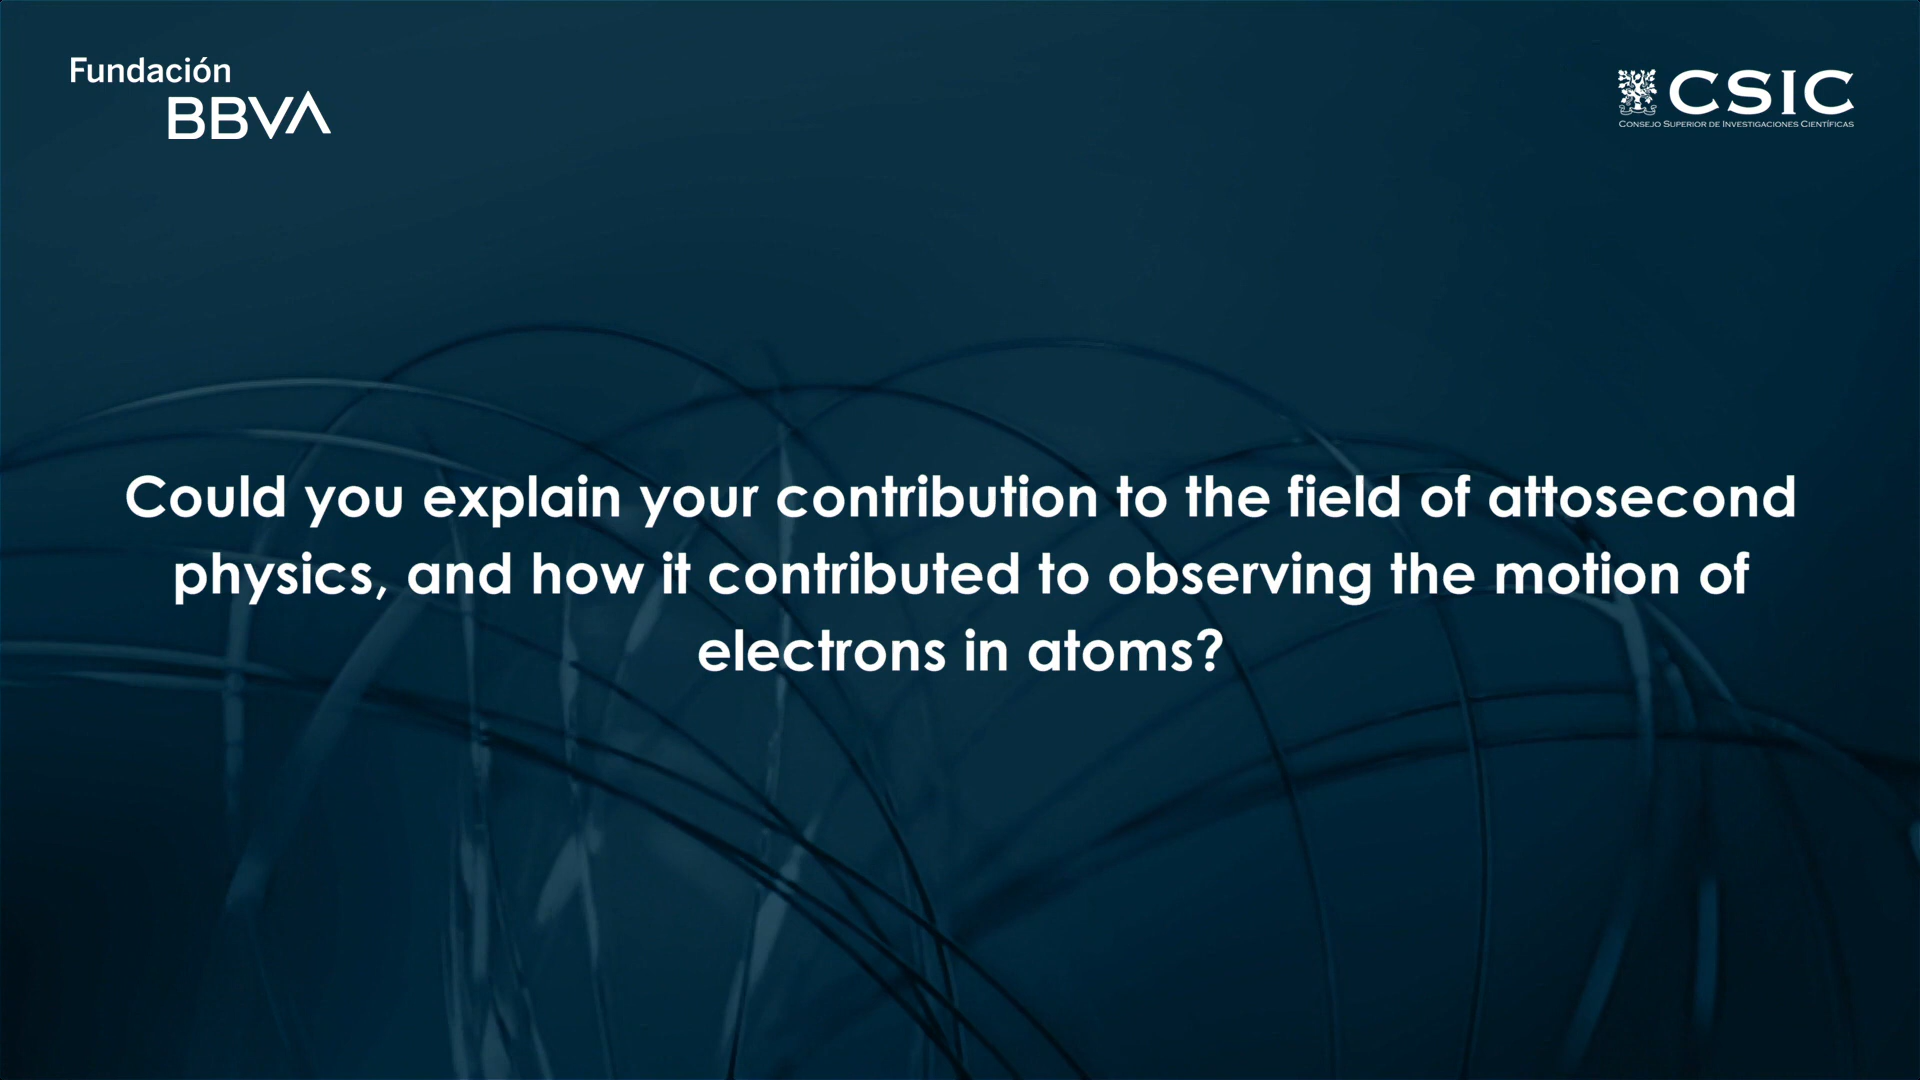 Fundación
BBVA
CSIC
Consejo Superior de Investigaciones Científicas
Could you explain your contribution to the field of attosecond
physics, and how it contributed to observing the motion of
electrons in atoms?